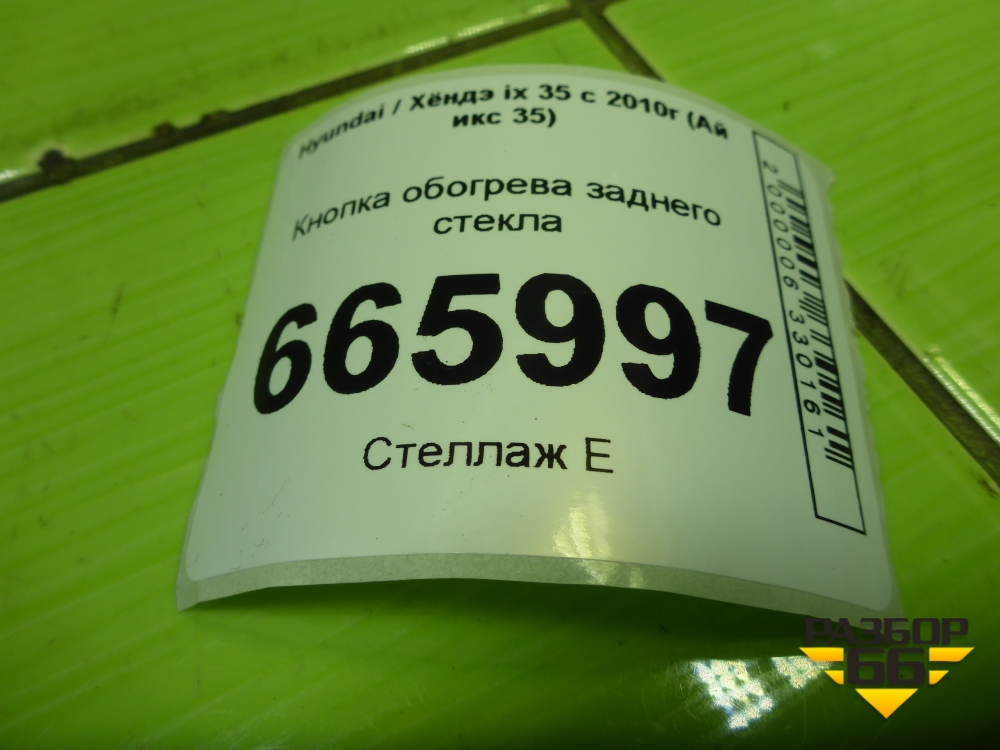 Hyundai / Хёндэ ix 35 с 2010г (Ай
икс 35)
Кнопка обогрева заднего
стекла
665997
Стеллаж Е
2000006330161
РАЗБОР
66